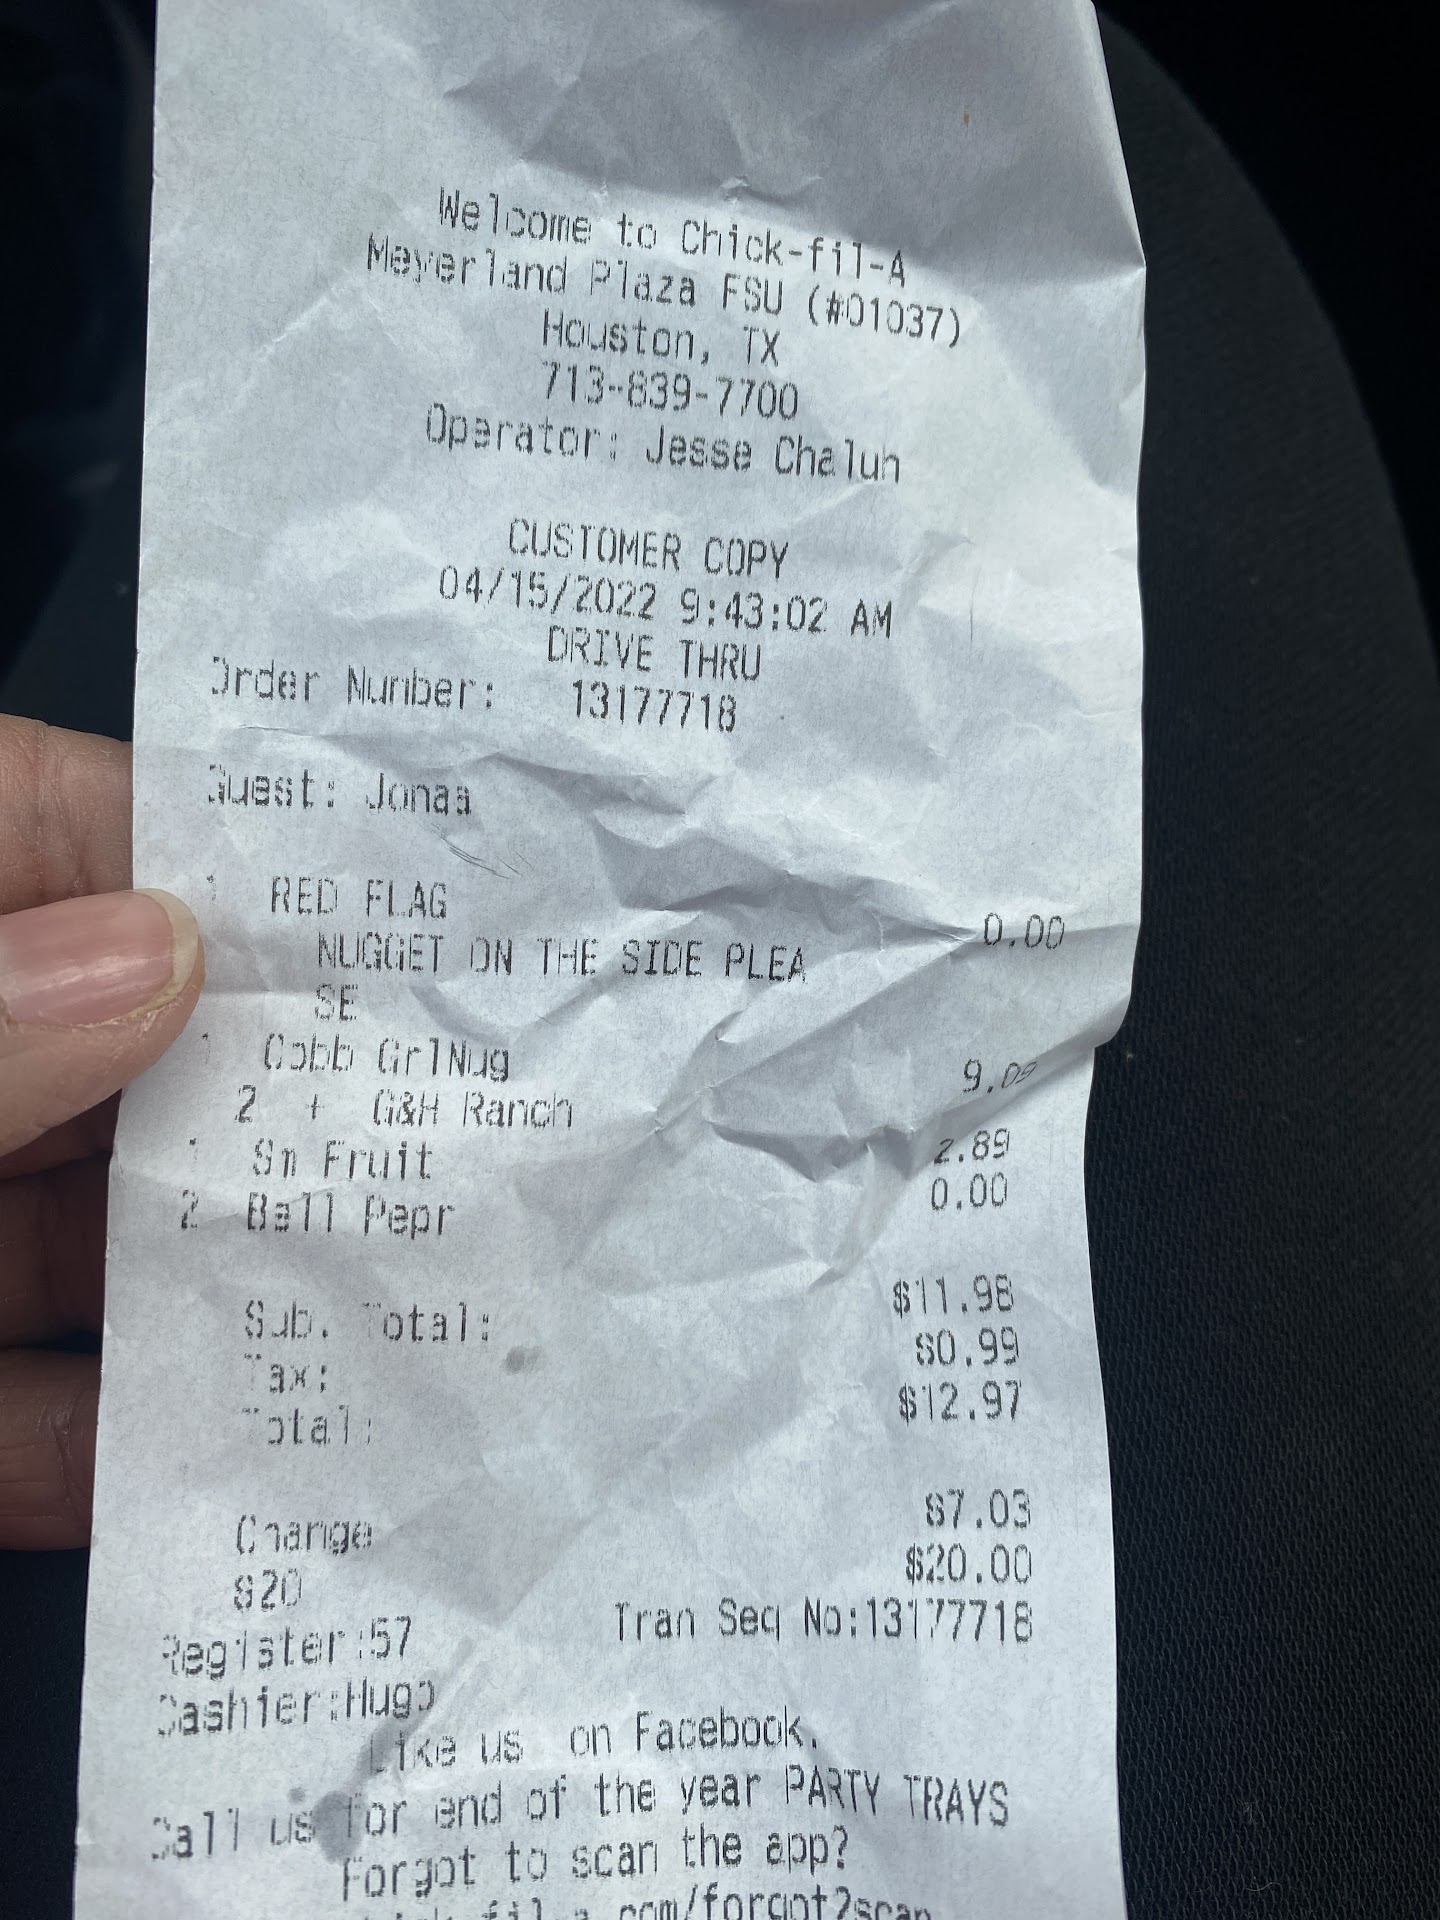 Welcome to Chick-fil-A
Meyerland Plaza FSU (#01037)
Houston, TX
713-839-7700
Operator: Jesse Chaluh
CUSTOMER COPY
04/15/2022 9:43:02 AM
DRIVE THRU
Order Number: 13177718
Guest: Jonaa
1 RED FLAG 0.00
NUGGET ON THE SIDE PLEA
SE
1 Cobb GrlNug 9.09
2 + G&H Ranch
1 Sm Fruit 2.89
2 Bell Pepr 0.00
Sub. Total: $11.98
Tax: $0.99
Total: $12.97
Change $7.03
$20 $20.00
Register:57 Tran Seq No:13177718
Cashier:Hugo
Like us on Facebook.
Call us for end of the year PARTY TRAYS
Forgot to scan the app?